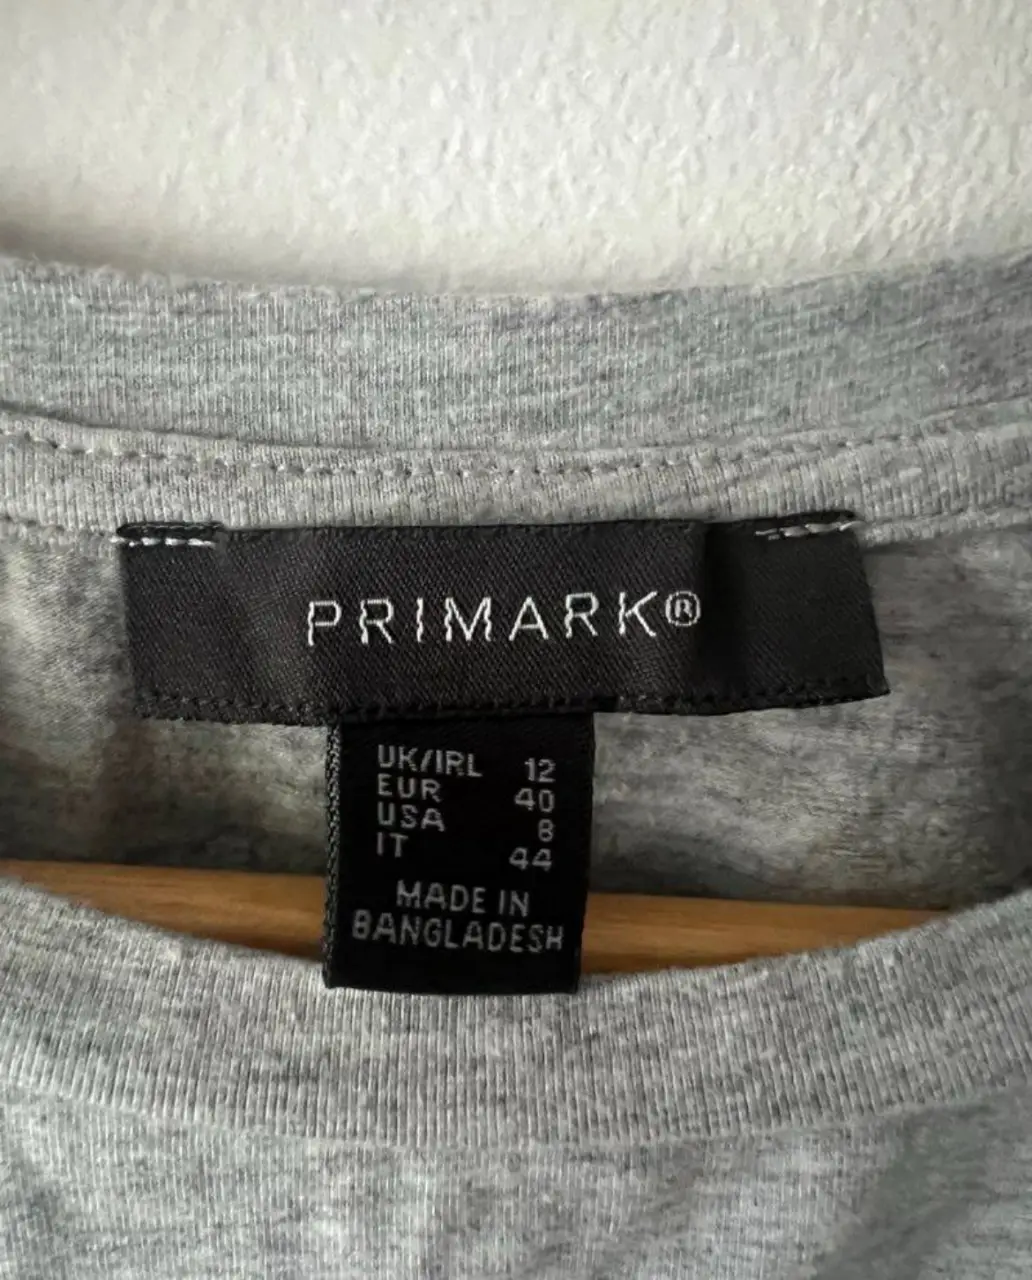 PRIMARK®
UK/IRL 12
EUR 40
USA 8
IT 44
MADE IN
BANGLADESH